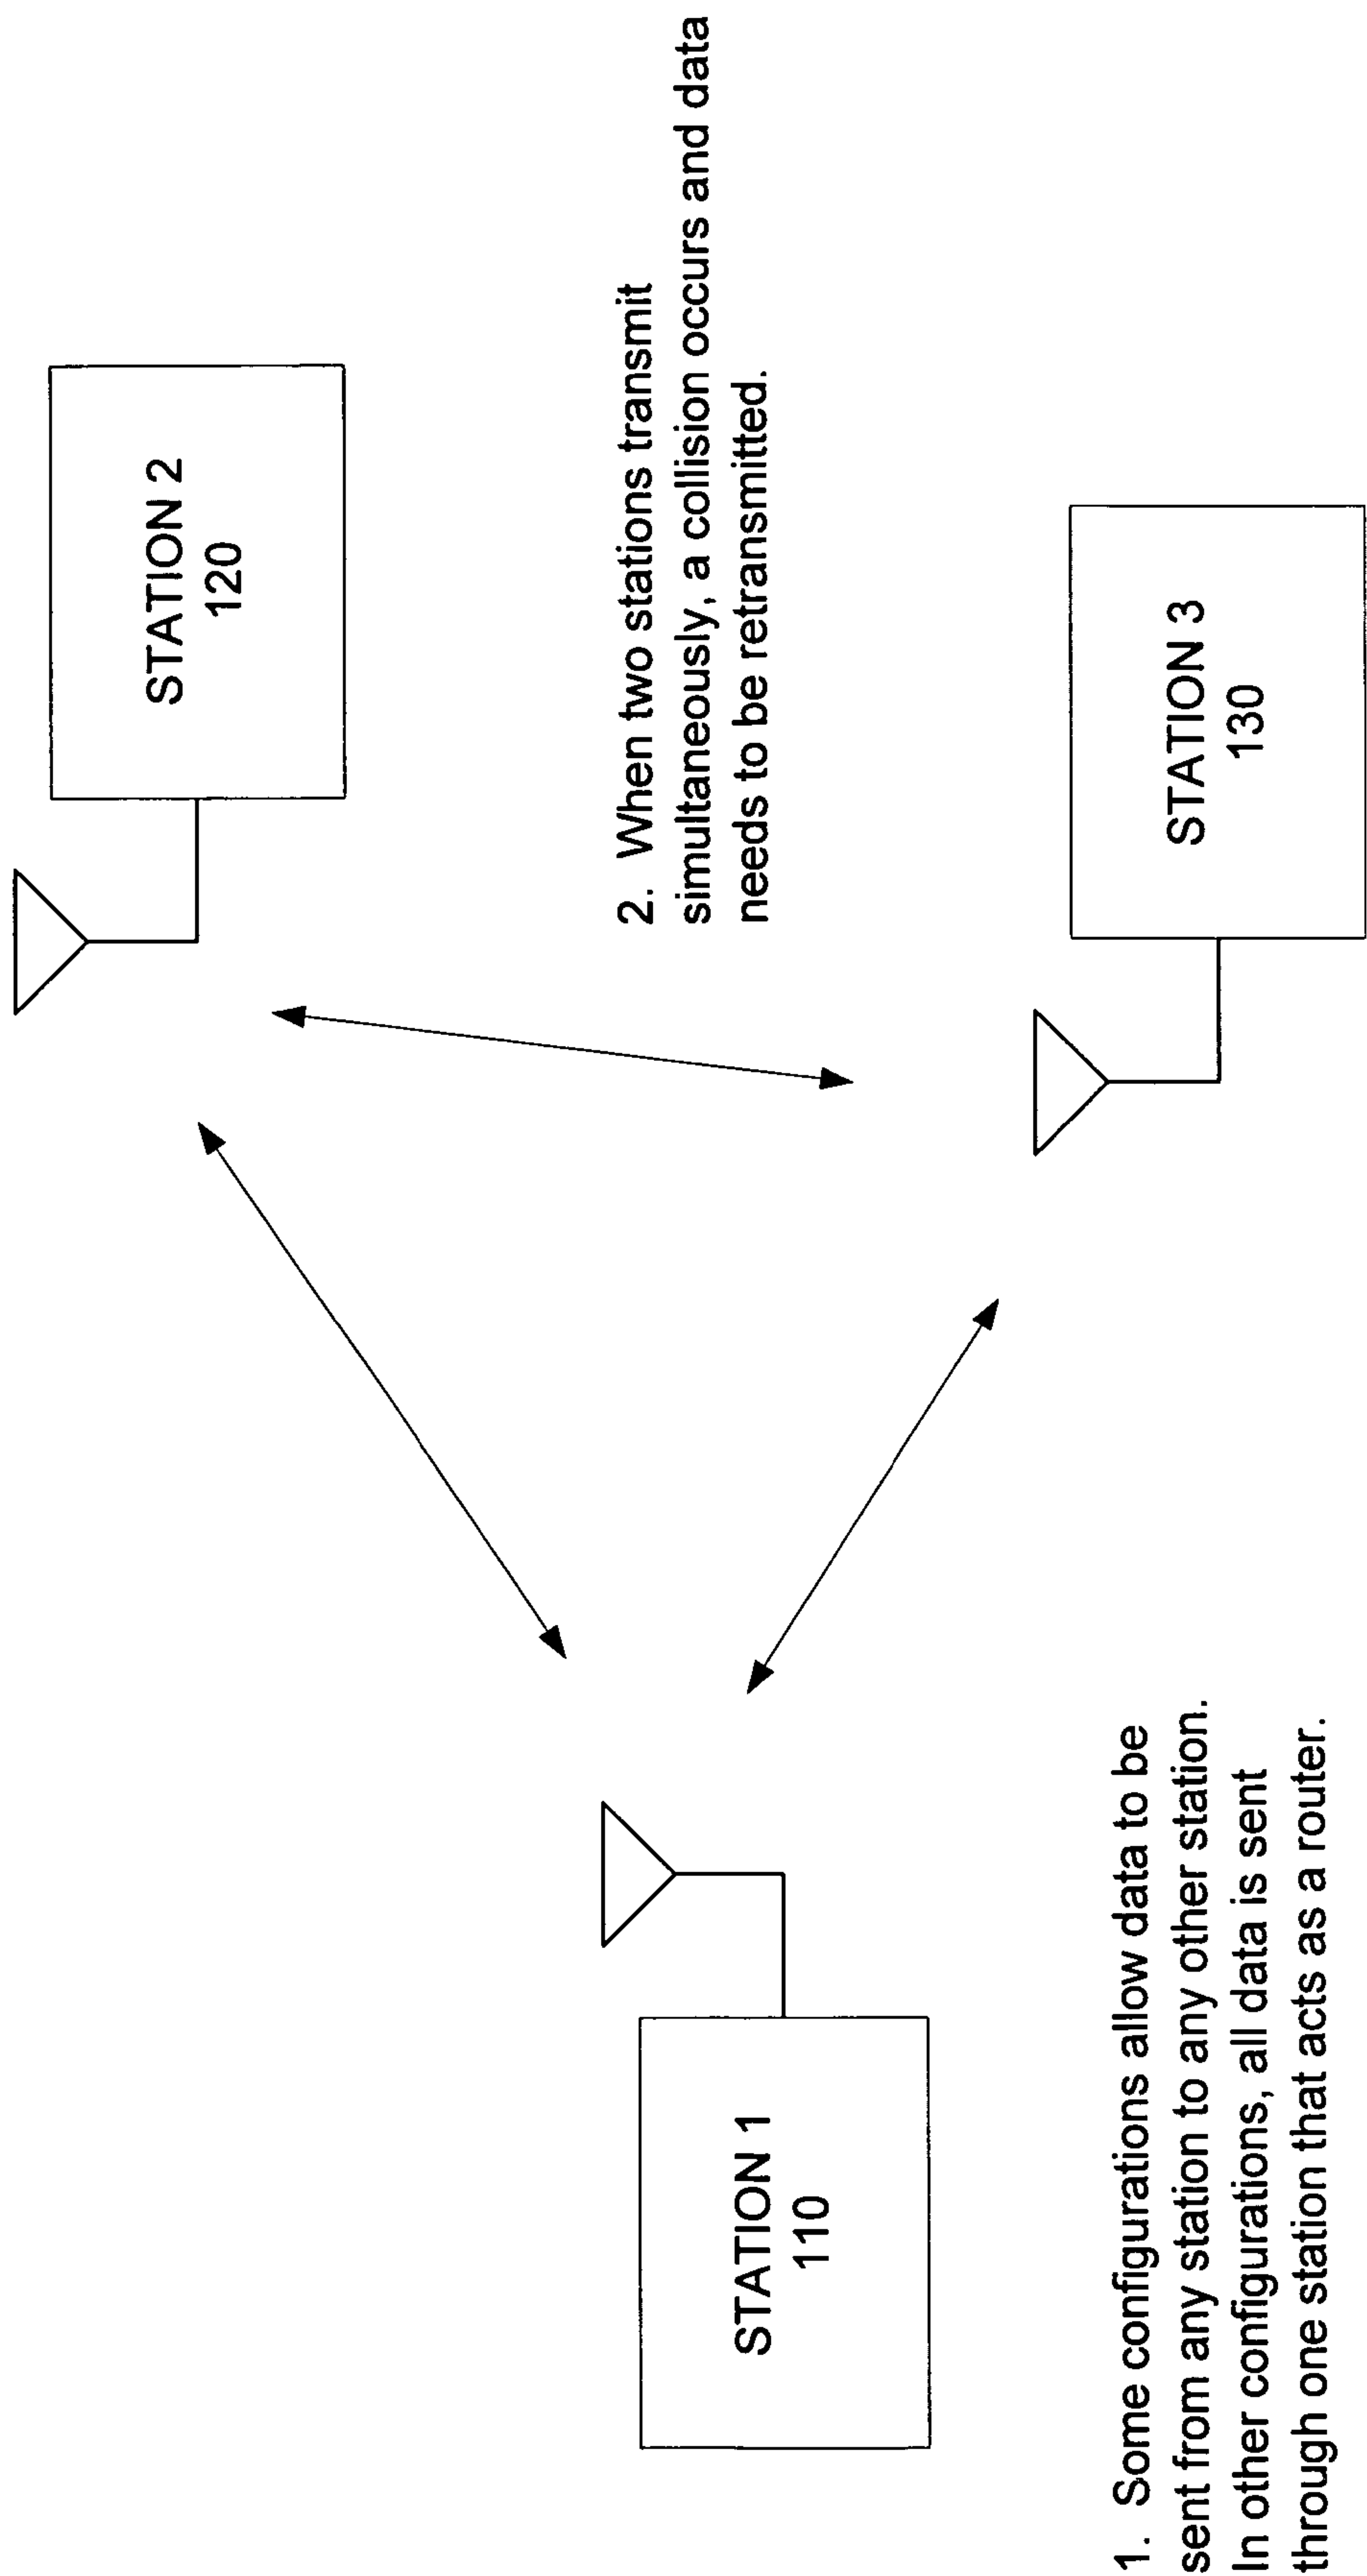 STATION 2
120
STATION 1
110
STATION 3
130
1. Some configurations allow data to be
sent from any station to any other station.
In other configurations, all data is sent
through one station that acts as a router.
2. When two stations transmit
simultaneously, a collision occurs and data
needs to be retransmitted.